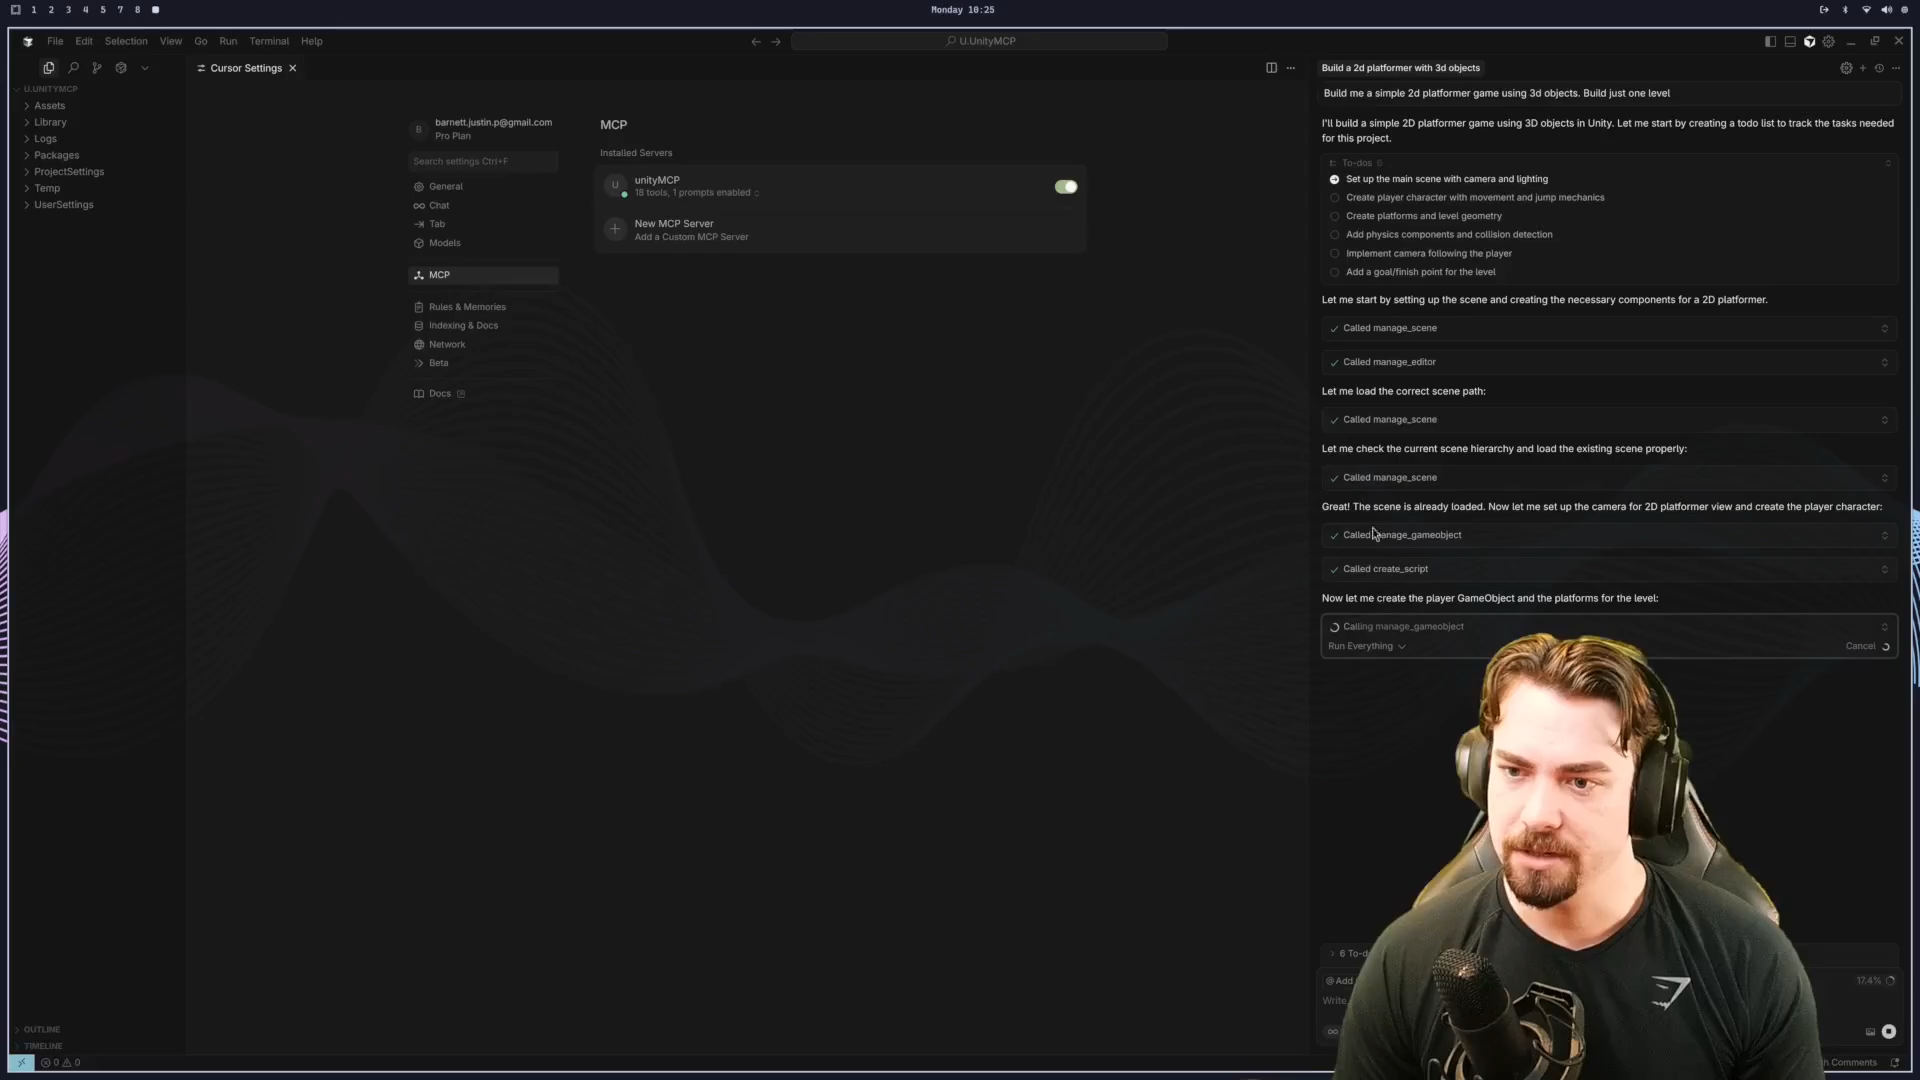 1 2 3 4 5 7 8
Monday 10:25
File Edit Selection View Go Run Terminal Help
U.UnityMCP
Cursor Settings
U.UNITYMCP
Assets
Library
Logs
Packages
ProjectSettings
Temp
UserSettings
OUTLINE
TIMELINE
0 0
B
barnett.justin.p@gmail.com
Pro Plan
Search settings Ctrl+F
General
Chat
Tab
Models
MCP
Rules & Memories
Indexing & Docs
Network
Beta
Docs
MCP
Installed Servers
U
unityMCP
18 tools, 1 prompts enabled
New MCP Server
Add a Custom MCP Server
Build a 2d platformer with 3d objects
Build me a simple 2d platformer game using 3d objects. Build just one level
I'll build a simple 2D platformer game using 3D objects in Unity. Let me start by creating a todo list to track the tasks needed
for this project.
To-dos 6
Set up the main scene with camera and lighting
Create player character with movement and jump mechanics
Create platforms and level geometry
Add physics components and collision detection
Implement camera following the player
Add a goal/finish point for the level
Let me start by setting up the scene and creating the necessary components for a 2D platformer.
Called manage_scene
Called manage_editor
Let me load the correct scene path:
Called manage_scene
Let me check the current scene hierarchy and load the existing scene properly:
Called manage_scene
Great! The scene is already loaded. Now let me set up the camera for 2D platformer view and create the player character:
Called manage_gameobject
Called create_script
Now let me create the player GameObject and the platforms for the level:
Calling manage_gameobject
Run Everything Cancel
6 To-d
@ Add
17.4%
Write
Comments